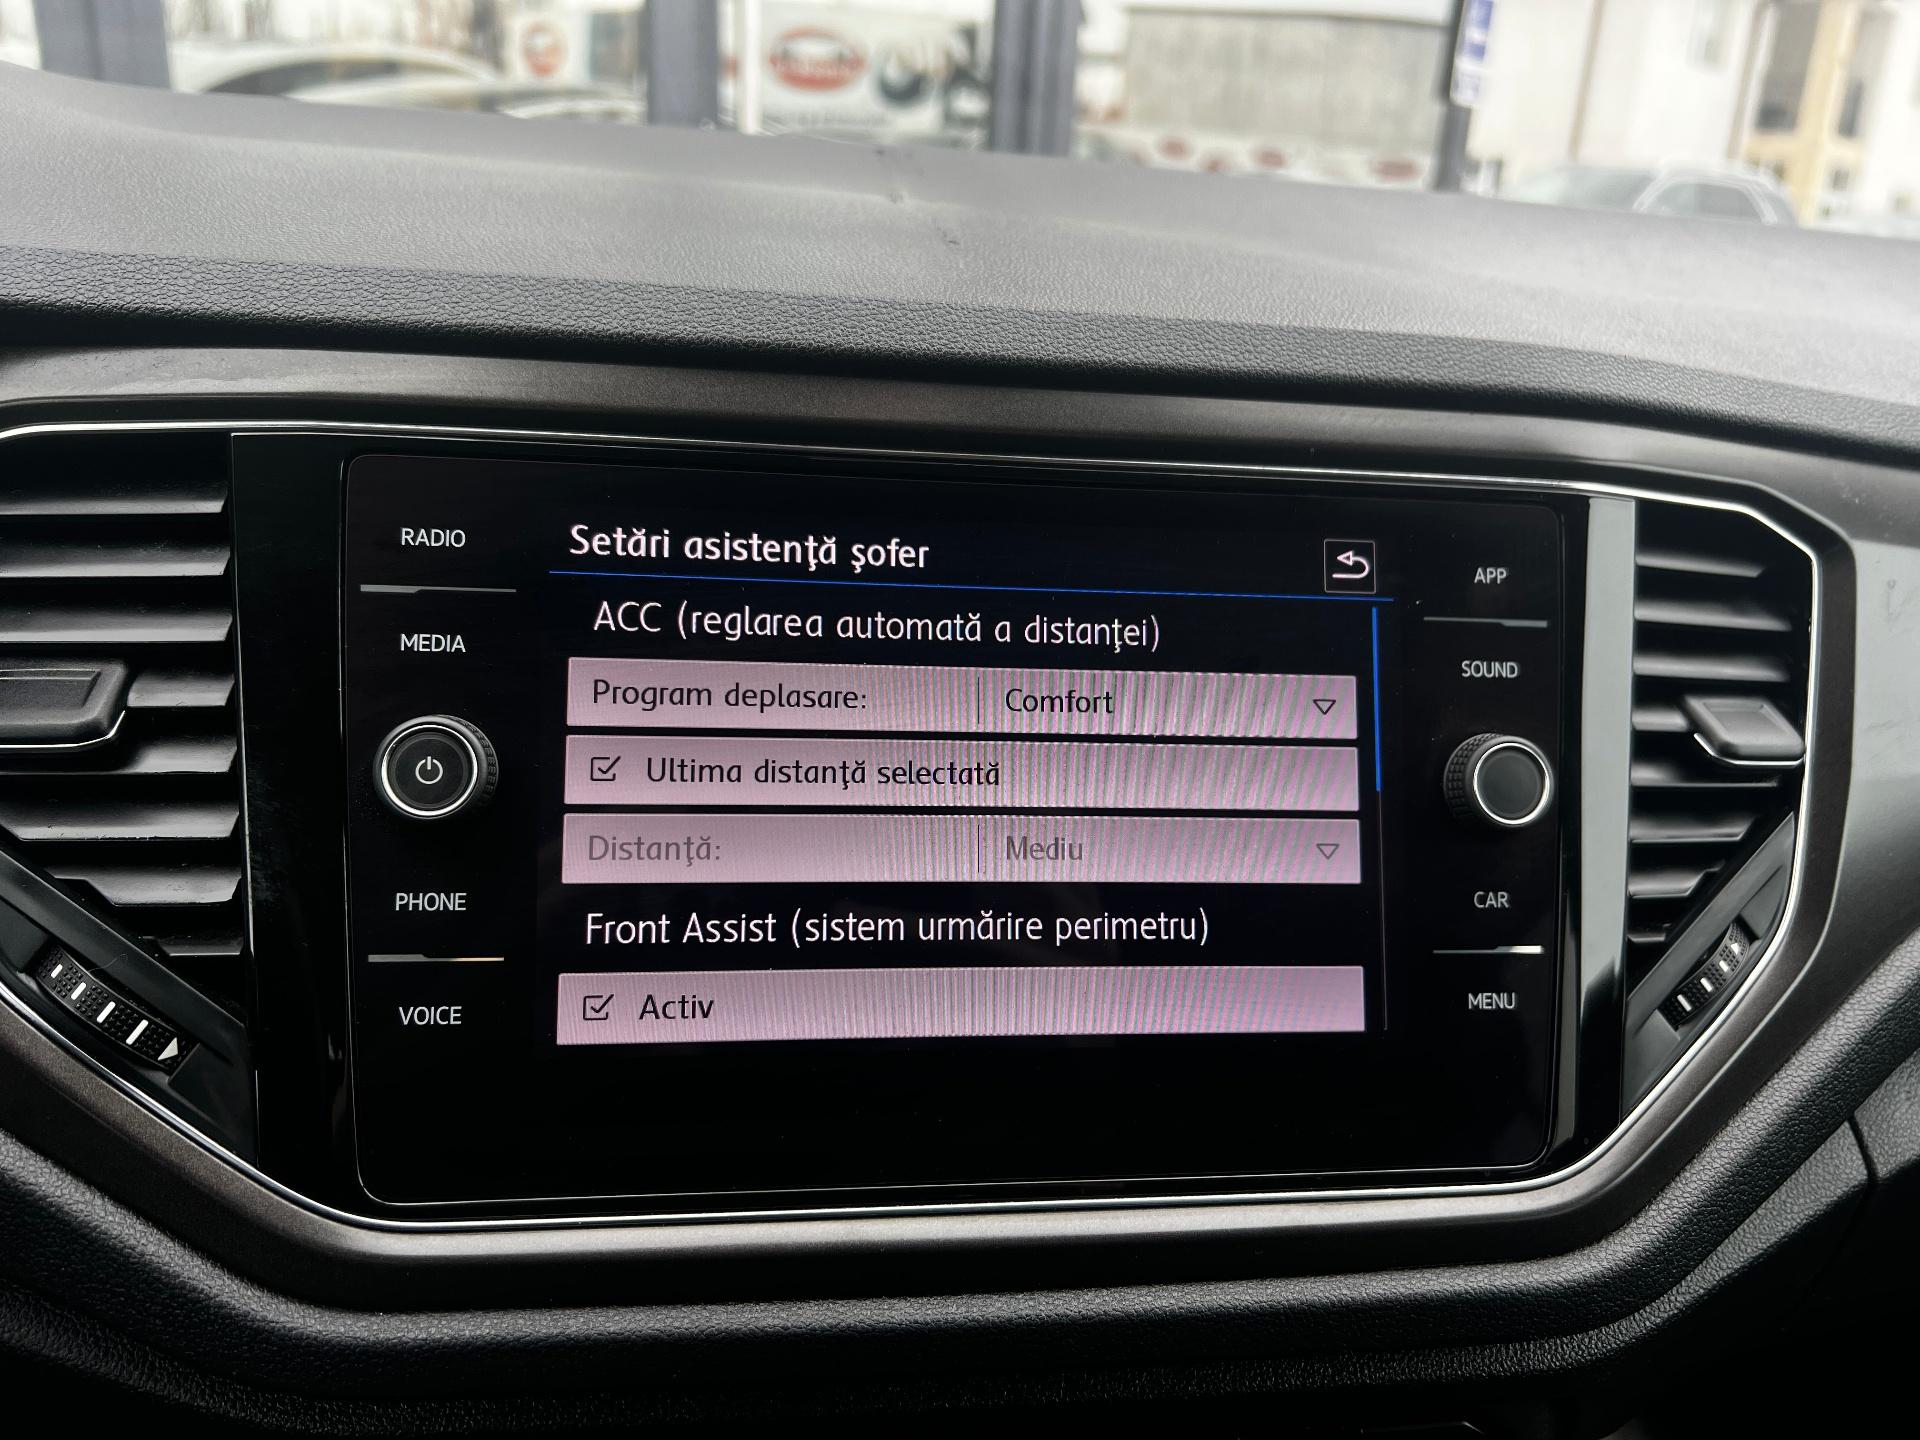 RADIO
MEDIA
PHONE
VOICE
Setări asistenţă şofer
ACC (reglarea automată a distanţei)
Program deplasare: Comfort
Ultima distanţă selectată
Distanţă: Mediu
Front Assist (sistem urmărire perimetru)
Activ
APP
SOUND
CAR
MENU